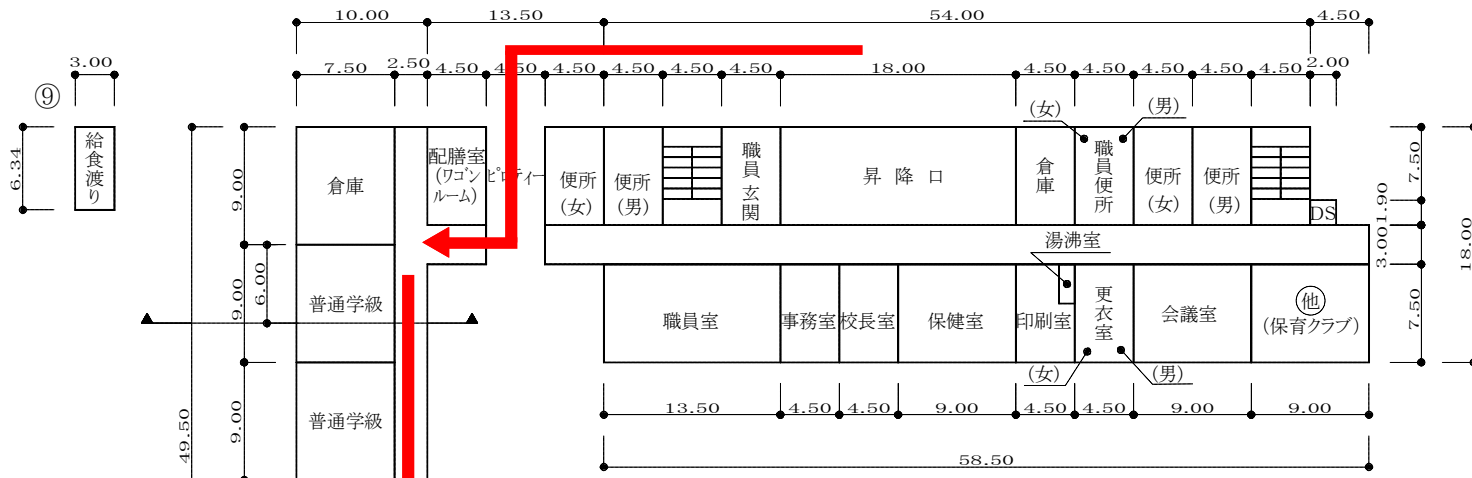 10.00 13.50 54.00 4.50
3.00 7.50 2.50 4.50 4.50 4.50 4.50 4.50 4.50 18.00 4.50 4.50 4.50 4.50 4.50 2.00
⑨
(女) (男)
6.34
給食渡り
9.00
倉庫
配膳室
(ワゴン
ルーム)
ピロティー
便所
(女)
便所
(男)
職員玄関
昇降口
倉庫
職員便所
便所
(女)
便所
(男)
DS
7.50
1.90
3.00
18.00
湯沸室
9.00
6.00
普通学級
職員室
事務室
校長室
保健室
印刷室
更衣室
会議室
他
(保育クラブ)
7.50
(女) (男)
49.50
9.00
普通学級
13.50 4.50 4.50 9.00 4.50 4.50 9.00 9.00
58.50